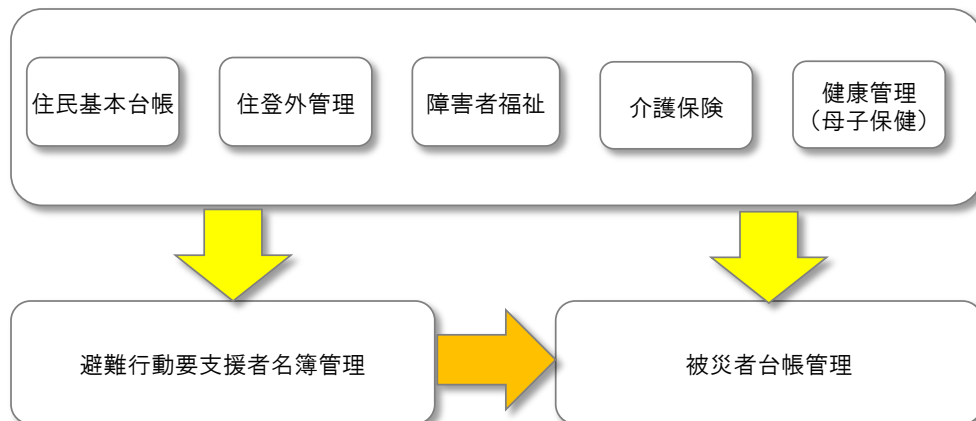 住民基本台帳
住登外管理
障害者福祉
介護保険
健康管理
（母子保健）
避難行動要支援者名簿管理
被災者台帳管理